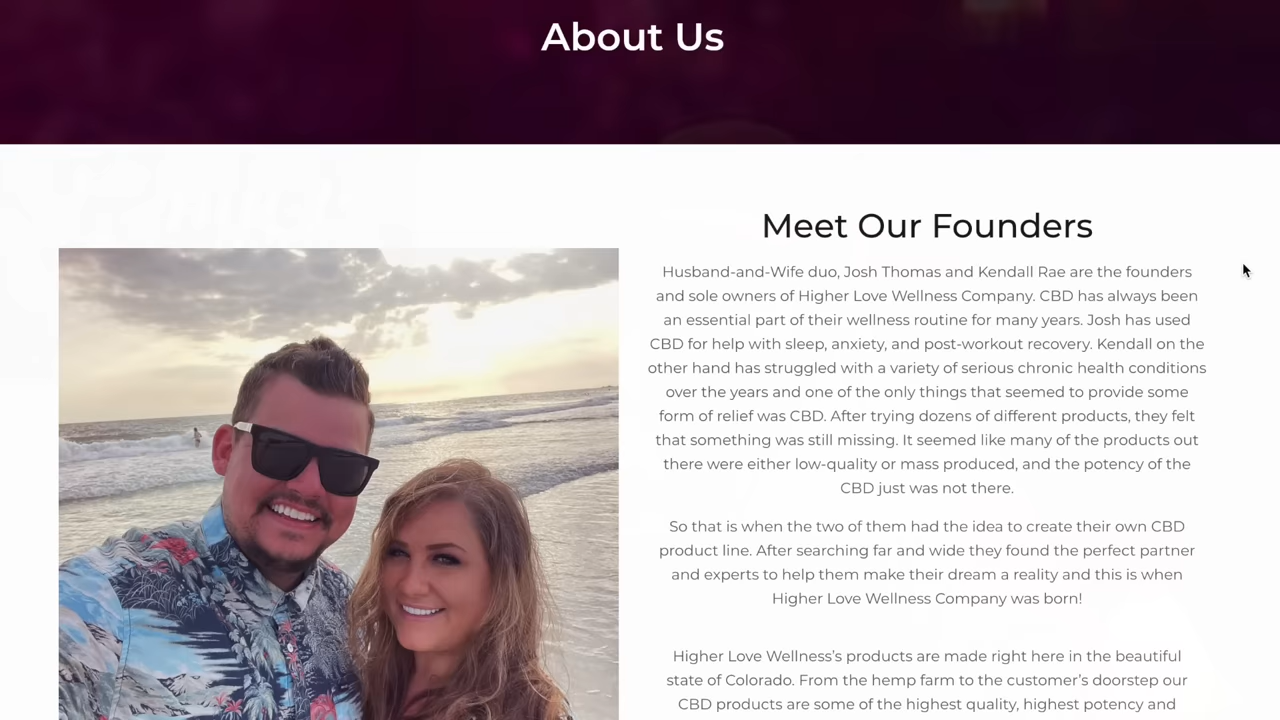 About Us
Meet Our Founders
Husband-and-Wife duo, Josh Thomas and Kendall Rae are the founders
and sole owners of Higher Love Wellness Company. CBD has always been
an essential part of their wellness routine for many years. Josh has used
CBD for help with sleep, anxiety, and post-workout recovery. Kendall on the
other hand has struggled with a variety of serious chronic health conditions
over the years and one of the only things that seemed to provide some
form of relief was CBD. After trying dozens of different products, they felt
that something was still missing. It seemed like many of the products out
there were either low-quality or mass produced, and the potency of the
CBD just was not there.
So that is when the two of them had the idea to create their own CBD
product line. After searching far and wide they found the perfect partner
and experts to help them make their dream a reality and this is when
Higher Love Wellness Company was born!
Higher Love Wellness’s products are made right here in the beautiful
state of Colorado. From the hemp farm to the customer’s doorstep our
CBD products are some of the highest quality, highest potency and